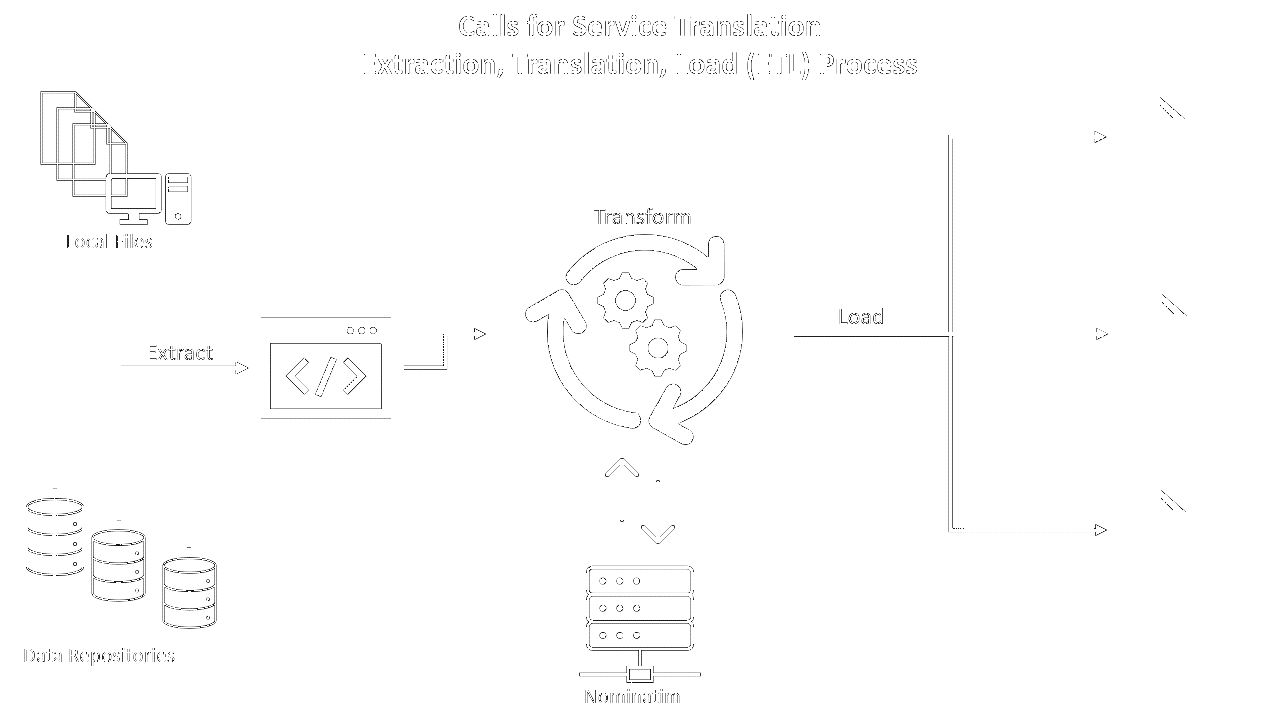 Calls for Service Translation
Extraction, Translation, Load (ETL) Process
Local Files
Transform
Load
Extract
Data Repositories
Nominatim